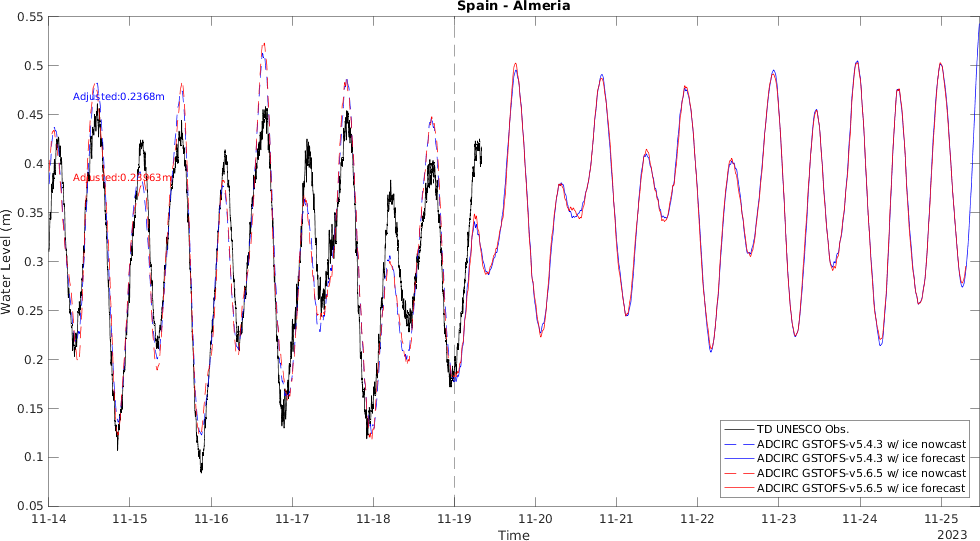 Spain - Almeria
0.55
0.5
0.45
0.4
0.35
0.3
0.25
0.2
0.15
0.1
0.05
Water Level (m)
Adjusted:0.2368m
Adjusted:0.23963m
TD UNESCO Obs.
ADCIRC GSTOFS-v5.4.3 w/ ice nowcast
ADCIRC GSTOFS-v5.4.3 w/ ice forecast
ADCIRC GSTOFS-v5.6.5 w/ ice nowcast
ADCIRC GSTOFS-v5.6.5 w/ ice forecast
11-14 11-15 11-16 11-17 11-18 11-19 11-20 11-21 11-22 11-23 11-24 11-25
Time
2023